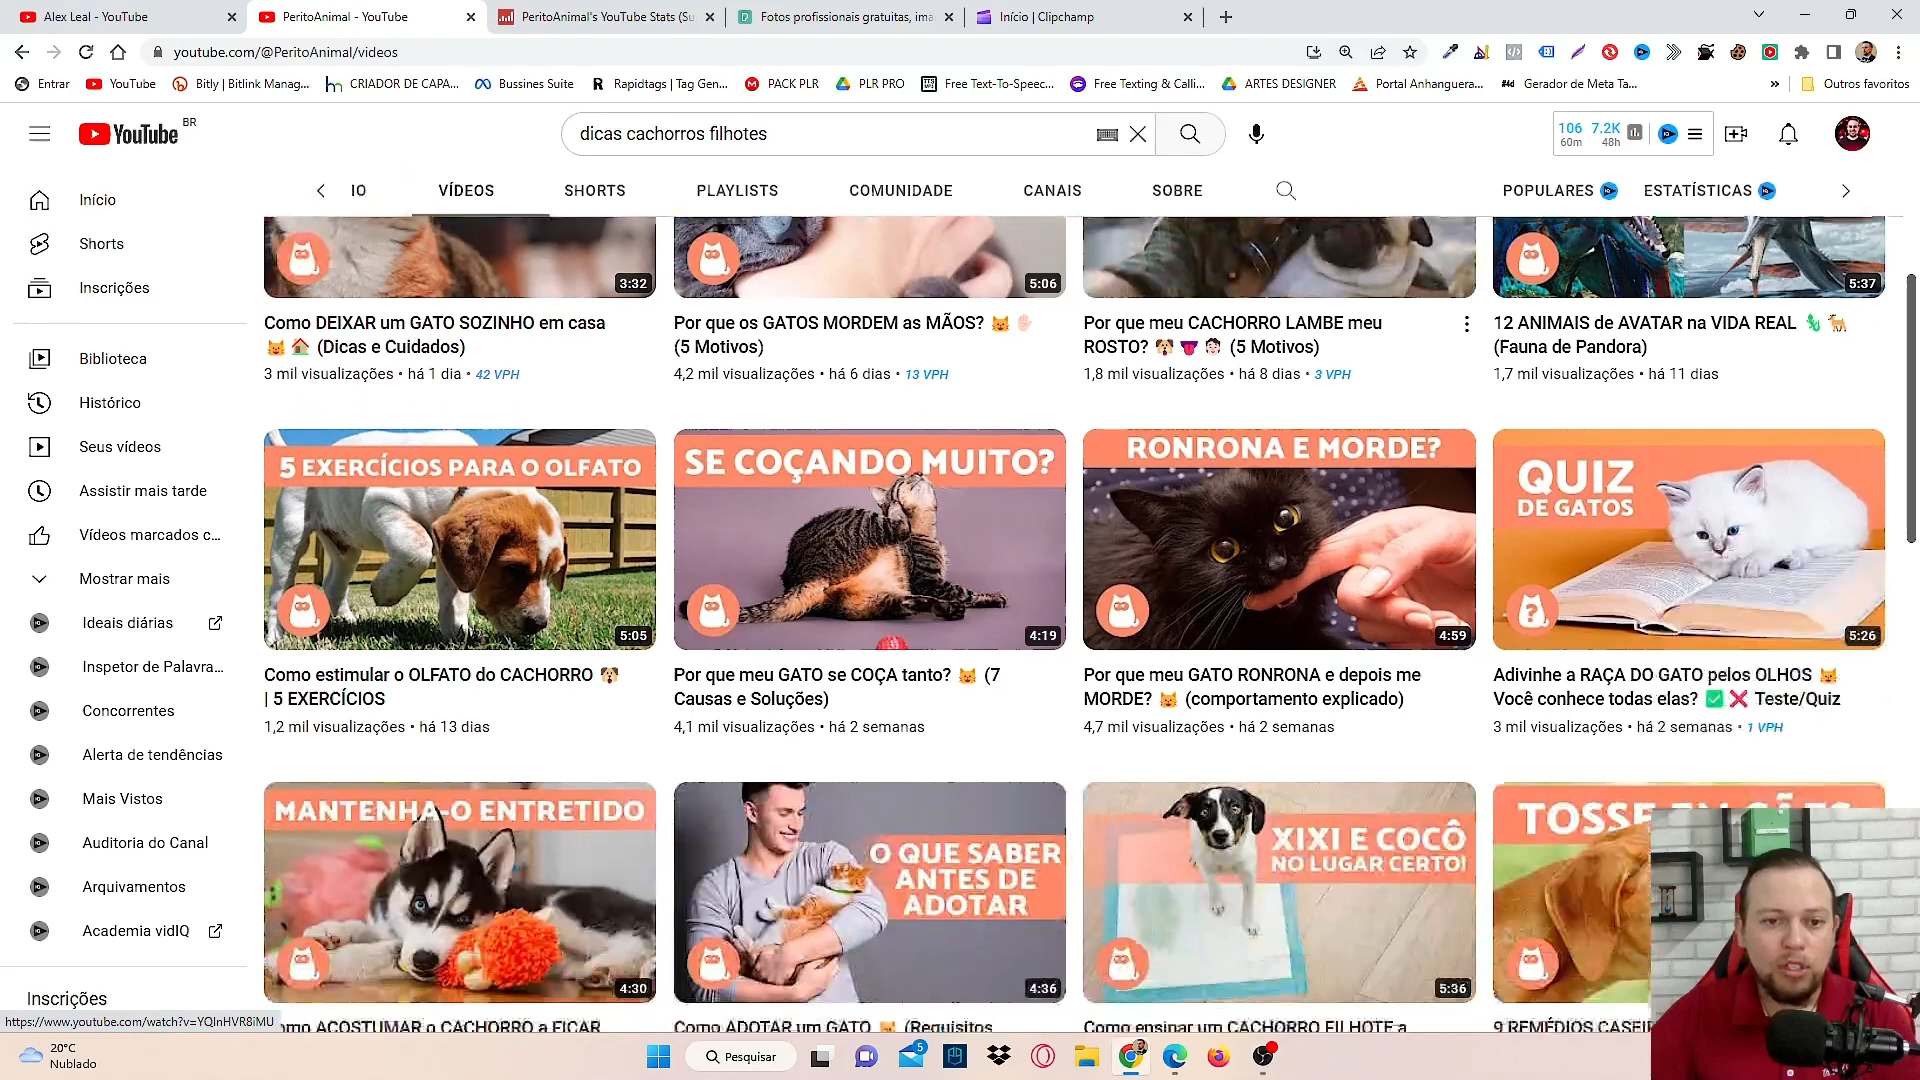 Alex Leal - YouTube
PeritoAnimal - YouTube
PeritoAnimal's YouTube Stats (Su
Fotos profissionais gratuitas, ima
Início | Clipchamp
youtube.com/@PeritoAnimal/videos
Entrar
YouTube
Bitly | Bitlink Manag...
CRIADOR DE CAPA...
Bussines Suite
Rapidtags | Tag Gen...
PACK PLR
PLR PRO
Free Text-To-Speec...
Free Texting & Calli...
ARTES DESIGNER
Portal Anhanguera...
Gerador de Meta Ta...
»
Outros favoritos
YouTube BR
dicas cachorros filhotes
106 7.2K
60m 48h
IO
VÍDEOS
SHORTS
PLAYLISTS
COMUNIDADE
CANAIS
SOBRE
POPULARES
ESTATÍSTICAS
Início
Shorts
Inscrições
Biblioteca
Histórico
Seus vídeos
Assistir mais tarde
Vídeos marcados c...
Mostrar mais
Ideais diárias
Inspetor de Palavra...
Concorrentes
Alerta de tendências
Mais Vistos
Auditoria do Canal
Arquivamentos
Academia vidIQ
Inscrições
https://www.youtube.com/watch?v=YQInHVR8iMU
3:32
Como DEIXAR um GATO SOZINHO em casa
🐱 🏠 (Dicas e Cuidados)
3 mil visualizações • há 1 dia • 42 VPH
5:06
Por que os GATOS MORDEM as MÃOS? 🐱 🖐🏻
(5 Motivos)
4,2 mil visualizações • há 6 dias • 13 VPH
Por que meu CACHORRO LAMBE meu
ROSTO? 🐶 👅 👩🏻 (5 Motivos)
1,8 mil visualizações • há 8 dias • 3 VPH
5:37
12 ANIMAIS de AVATAR na VIDA REAL 🦎 🐆
(Fauna de Pandora)
1,7 mil visualizações • há 11 dias
5 EXERCÍCIOS PARA O OLFATO
5:05
Como estimular o OLFATO do CACHORRO 🐶
| 5 EXERCÍCIOS
1,2 mil visualizações • há 13 dias
SE COÇANDO MUITO?
4:19
Por que meu GATO se COÇA tanto? 🐱 (7
Causas e Soluções)
4,1 mil visualizações • há 2 semanas
RONRONA E MORDE?
4:59
Por que meu GATO RONRONA e depois me
MORDE? 🐱 (comportamento explicado)
4,7 mil visualizações • há 2 semanas
QUIZ
DE GATOS
?
5:26
Adivinhe a RAÇA DO GATO pelos OLHOS 🐱
Você conhece todas elas? ✅ ❌ Teste/Quiz
3 mil visualizações • há 2 semanas • 1 VPH
MANTENHA-O ENTRETIDO
4:30
omo ACOSTUMAR o CACHORRO a FICAR
O QUE SABER
ANTES DE
ADOTAR
4:36
Como ADOTAR um GATO 🐱 (Requisitos
XIXI E COCÔ
NO LUGAR CERTO!
5:36
Como ensinar um CACHORRO FILHOTE a
TOSSE EM CÃES
9 REMÉDIOS CASEI
20°C
Nublado
Pesquisar
5